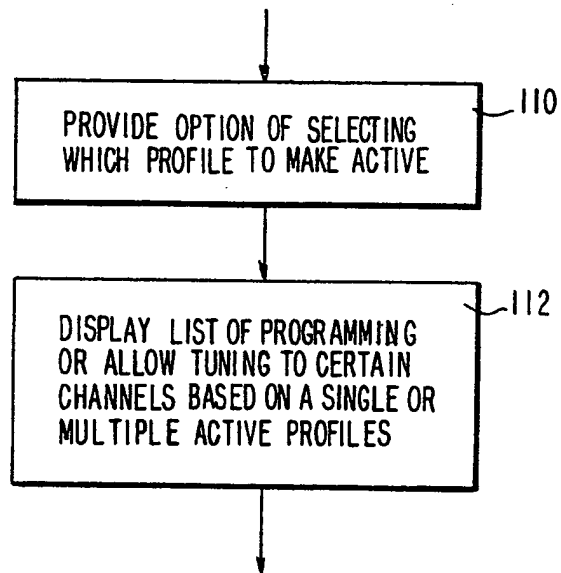 PROVIDE OPTION OF SELECTING
WHICH PROFILE TO MAKE ACTIVE
110
DISPLAY LIST OF PROGRAMMING
OR ALLOW TUNING TO CERTAIN
CHANNELS BASED ON A SINGLE OR
MULTIPLE ACTIVE PROFILES
112